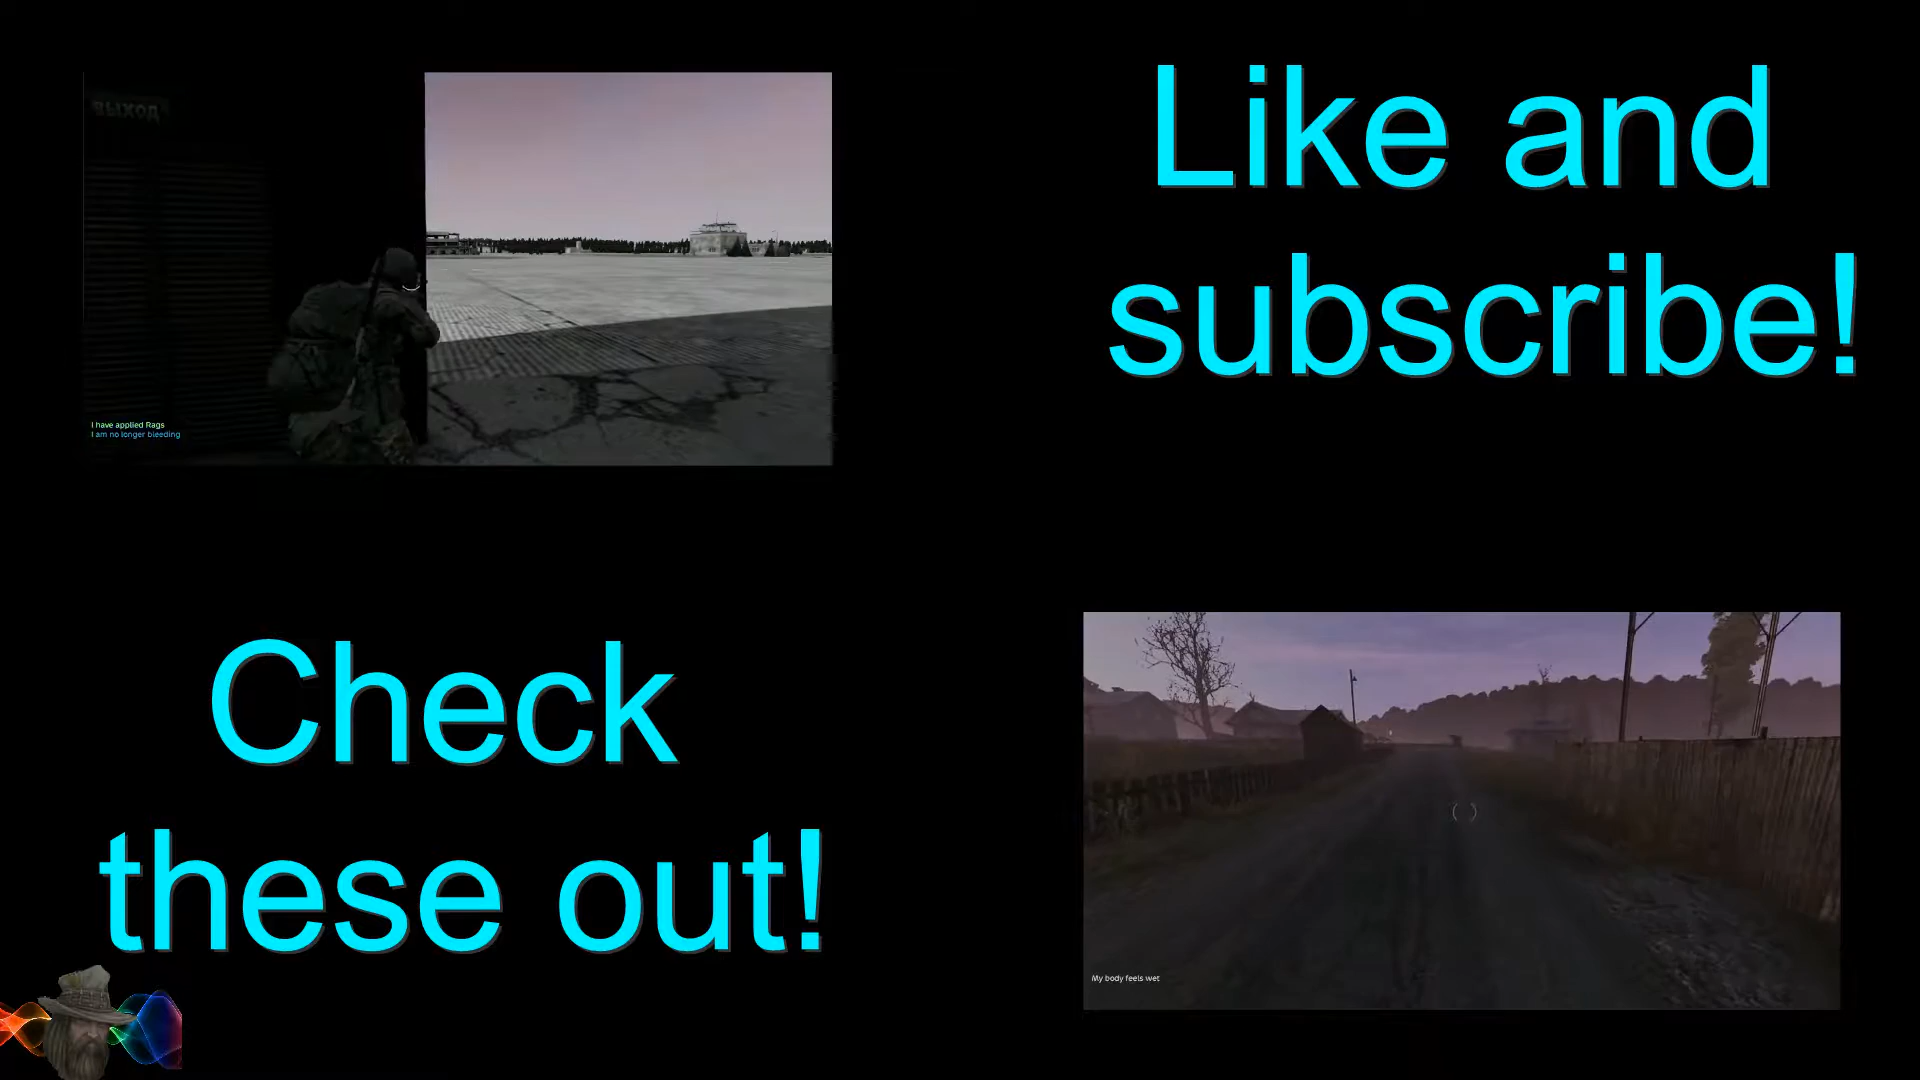 Like and
subscribe!
выход
I have applied Rags
I am no longer bleeding
Check
these out!
My body feels wet